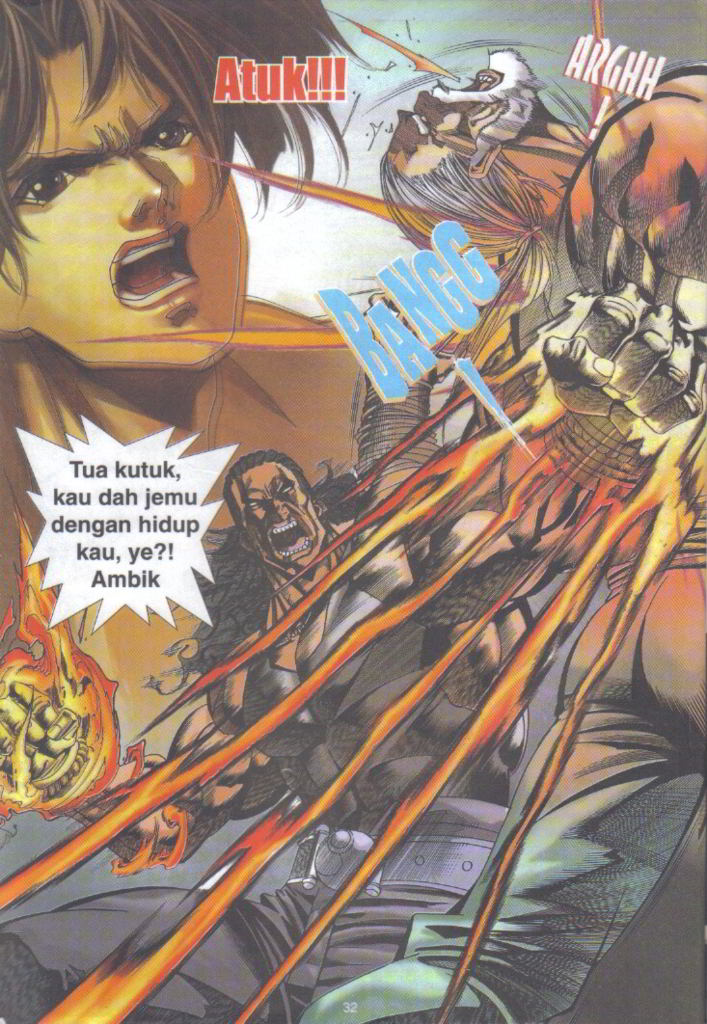 Atuk!!!
ARGHH
!
BANGG
!
Tua kutuk,
kau dah jemu
dengan hidup
kau, ye?!
Ambik
32